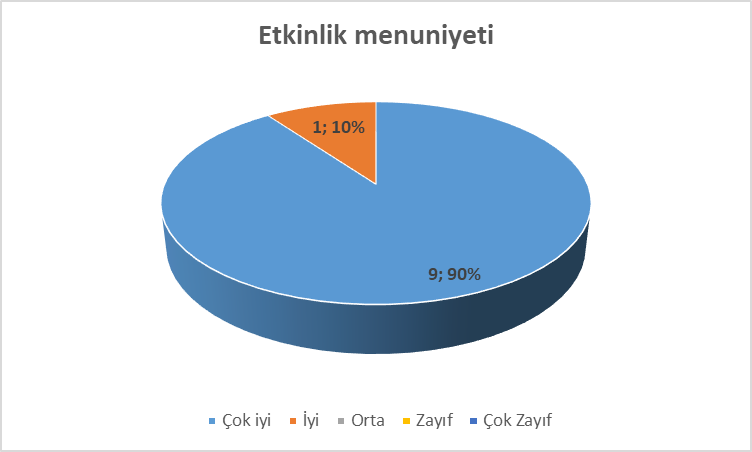 Etkinlik menuniyeti
1; 10%
9; 90%
Çok iyi İyi Orta Zayıf Çok Zayıf